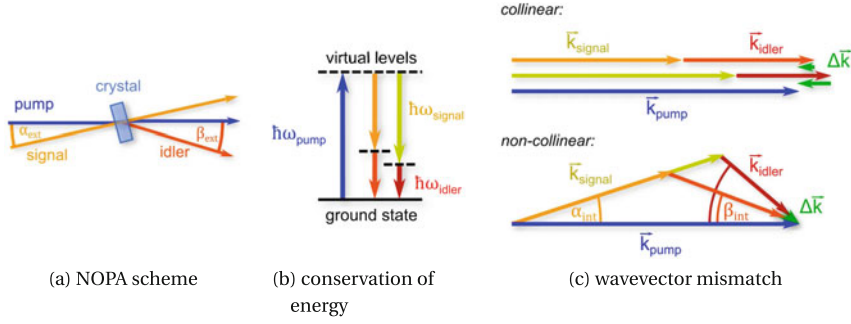 pump
crystal
α_ext
signal
β_ext
idler
(a) NOPA scheme
virtual levels
ħω_pump
ħω_signal
ħω_idler
ground state
(b) conservation of
energy
collinear:
k_signal
k_idler
Δk
k_pump
non-collinear:
k_signal
k_idler
α_int
β_int
Δk
k_pump
(c) wavevector mismatch